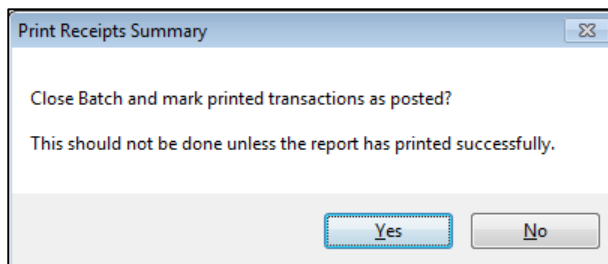 Print Receipts Summary
Close Batch and mark printed transactions as posted?
This should not be done unless the report has printed successfully.
Yes No